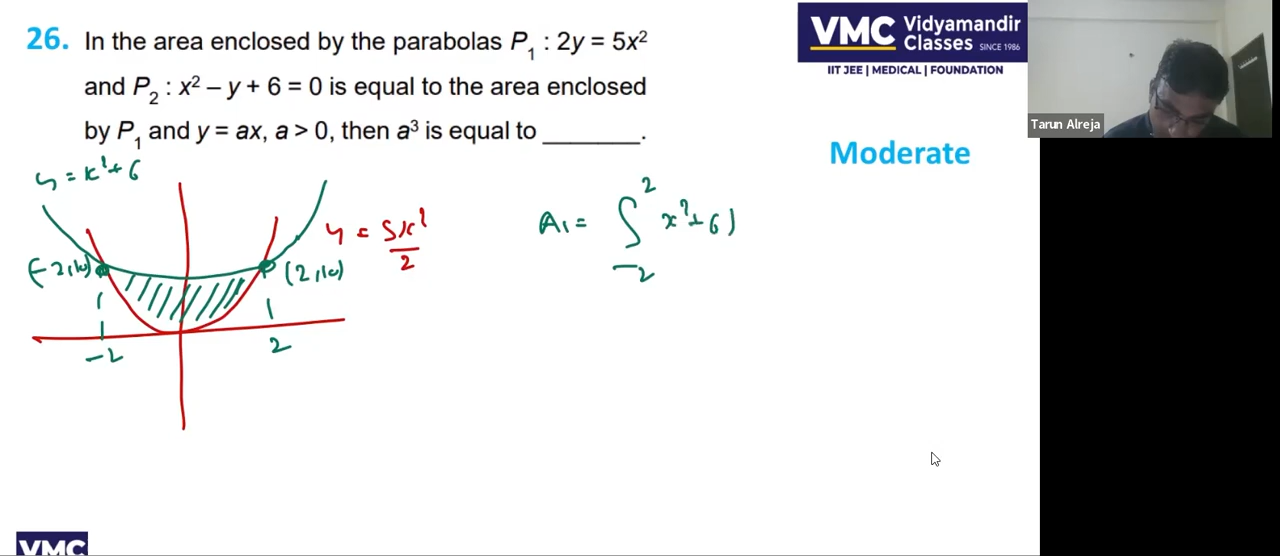 26. In the area enclosed by the parabolas P₁ : 2y = 5x²
and P₂ : x² – y + 6 = 0 is equal to the area enclosed
by P₁ and y = ax, a > 0, then a³ is equal to _______.
VMC Vidyamandir
Classes SINCE 1986
IIT JEE | MEDICAL | FOUNDATION
Tarun Alreja
Moderate
y = x² + 6
y = 5x²/2
(-2,10)
(2,10)
-2
2
A₁ = ∫₋₂² x² + 6)
VMC